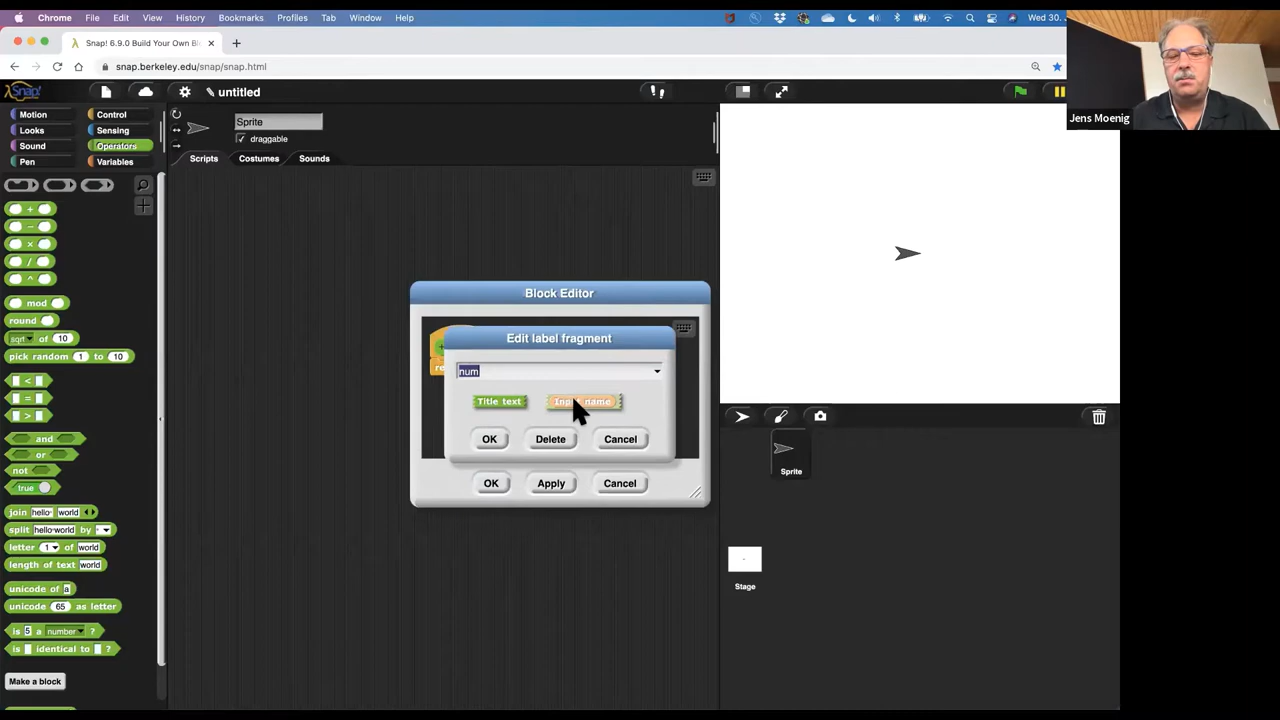 Chrome File Edit View History Bookmarks Profiles Tab Window Help
Wed 30.
Snap! 6.9.0 Build Your Own Bl
snap.berkeley.edu/snap/snap.html
Snap!
untitled
Motion
Control
Looks
Sensing
Sound
Operators
Pen
Variables
Sprite
draggable
Scripts
Costumes
Sounds
Jens Moenig
+
−
×
/
^
mod
round
sqrt of 10
pick random 1 to 10
<
=
>
and
or
not
true
join hello world
split hello world by
letter 1 of world
length of text world
unicode of a
unicode 65 as letter
is 5 a number ?
is identical to ?
Make a block
Block Editor
Edit label fragment
num
Title text
Input name
OK
Delete
Cancel
OK
Apply
Cancel
Sprite
Stage